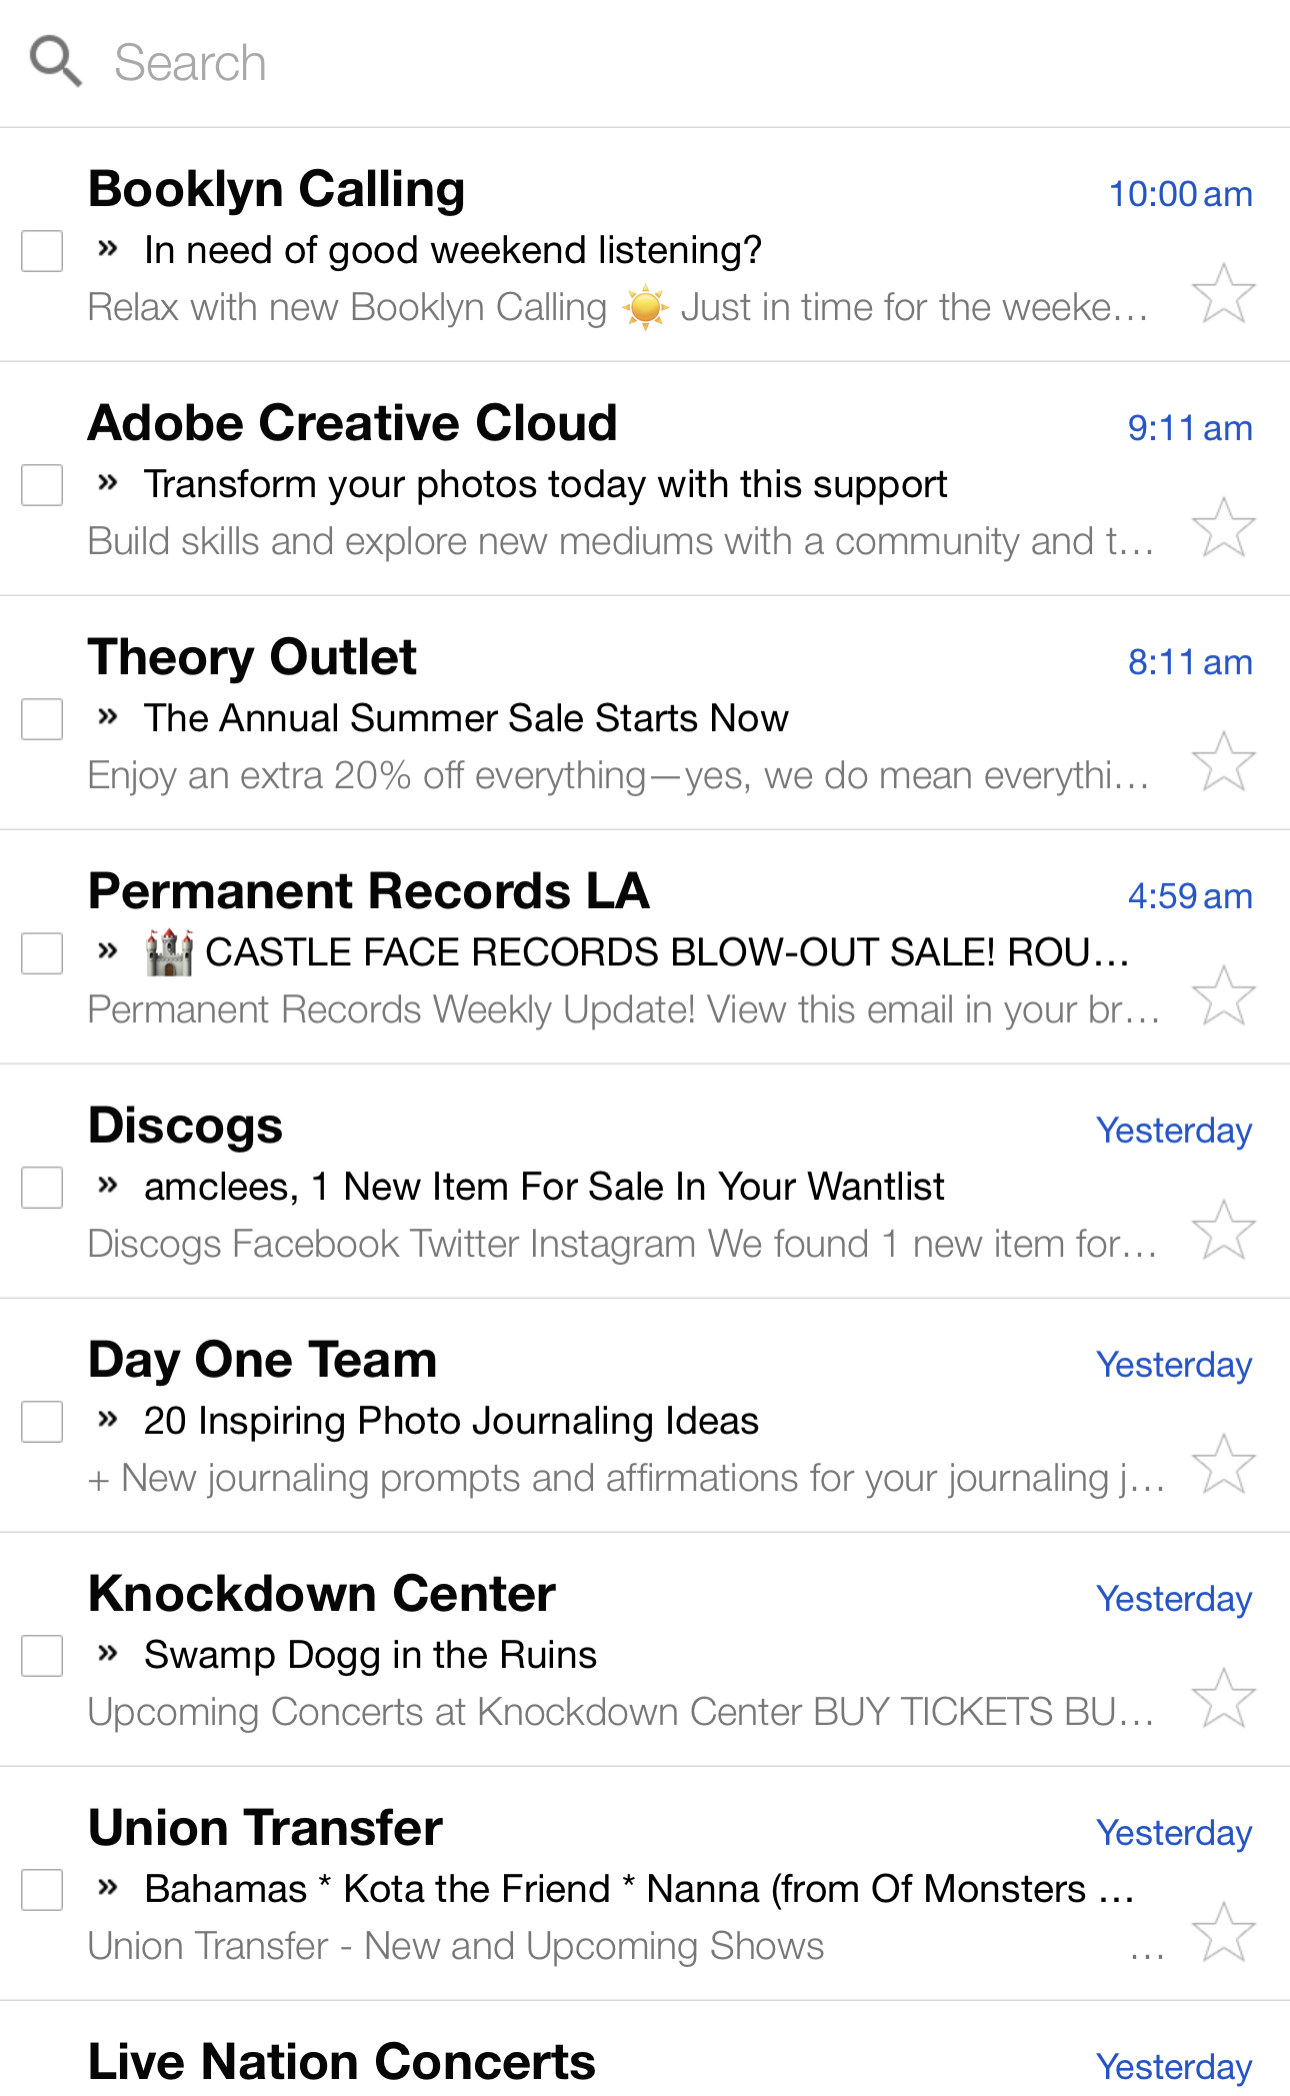 Search
Booklyn Calling 10:00 am
» In need of good weekend listening?
Relax with new Booklyn Calling ☀️ Just in time for the weeke...
Adobe Creative Cloud 9:11 am
» Transform your photos today with this support
Build skills and explore new mediums with a community and t...
Theory Outlet 8:11 am
» The Annual Summer Sale Starts Now
Enjoy an extra 20% off everything—yes, we do mean everythi...
Permanent Records LA 4:59 am
» 🏰 CASTLE FACE RECORDS BLOW-OUT SALE! ROU...
Permanent Records Weekly Update! View this email in your br...
Discogs Yesterday
» amclees, 1 New Item For Sale In Your Wantlist
Discogs Facebook Twitter Instagram We found 1 new item for...
Day One Team Yesterday
» 20 Inspiring Photo Journaling Ideas
+ New journaling prompts and affirmations for your journaling j...
Knockdown Center Yesterday
» Swamp Dogg in the Ruins
Upcoming Concerts at Knockdown Center BUY TICKETS BU...
Union Transfer Yesterday
» Bahamas * Kota the Friend * Nanna (from Of Monsters ...
Union Transfer - New and Upcoming Shows ...
Live Nation Concerts Yesterday